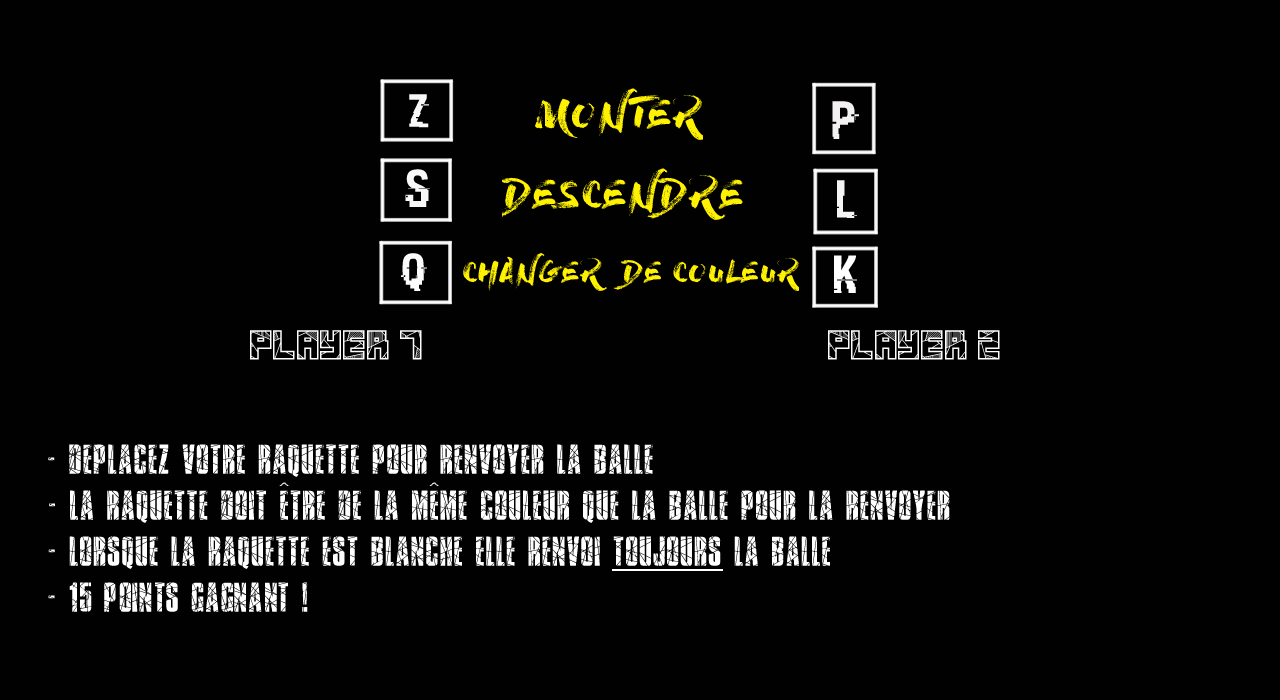 Z MONTER P
S DESCENDRE L
Q CHANGER DE COULEUR K
PLAYER 1 PLAYER 2
- DEPLACEZ VOTRE RAQUETTE POUR RENVOYER LA BALLE
- LA RAQUETTE DOIT ÊTRE DE LA MÊME COULEUR QUE LA BALLE POUR LA RENVOYER
- LORSQUE LA RAQUETTE EST BLANCHE ELLE RENVOI TOUJOURS LA BALLE
- 15 POINTS GAGNANT !